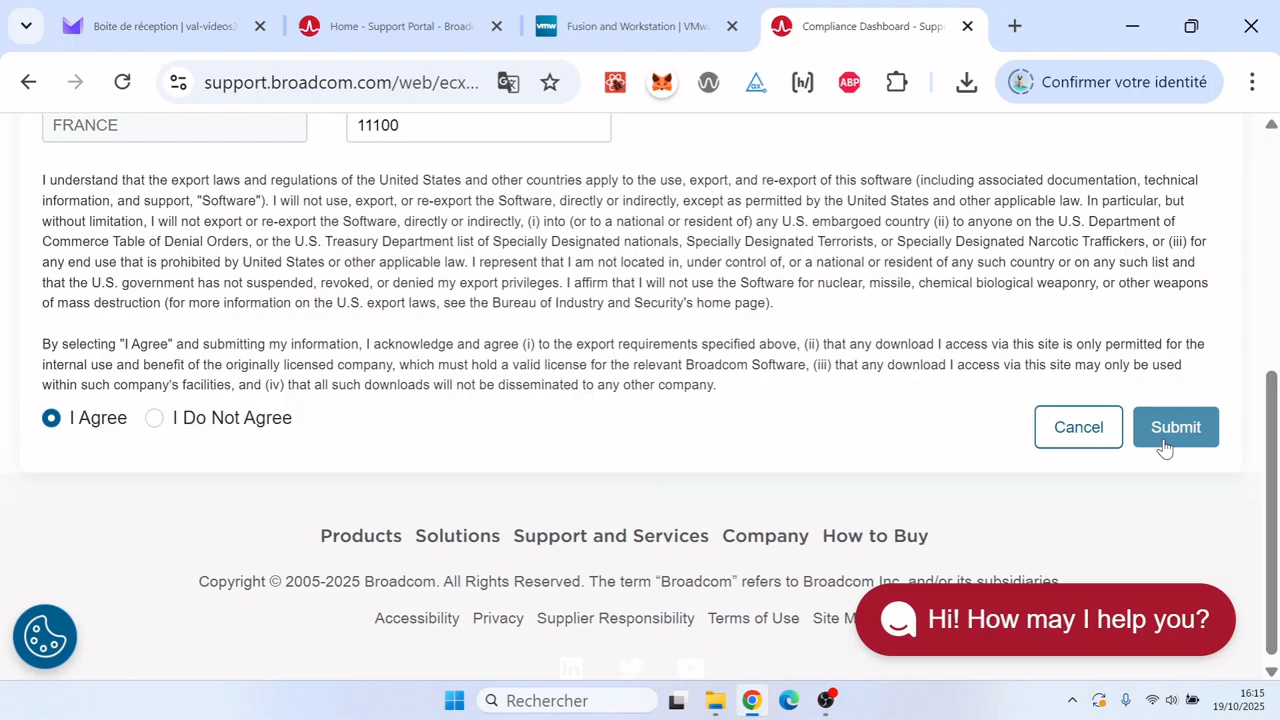 Boîte de réception | val-videos3
Home - Support Portal - Broadc
Fusion and Workstation | VMwa
Compliance Dashboard - Suppo
support.broadcom.com/web/ecx...
ABP
Confirmer votre identité
FRANCE
11100
I understand that the export laws and regulations of the United States and other countries apply to the use, export, and re-export of this software (including associated documentation, technical
information, and support, "Software"). I will not use, export, or re-export the Software, directly or indirectly, except as permitted by the United States and other applicable law. In particular, but
without limitation, I will not export or re-export the Software, directly or indirectly, (i) into (or to a national or resident of) any U.S. embargoed country (ii) to anyone on the U.S. Department of
Commerce Table of Denial Orders, or the U.S. Treasury Department list of Specially Designated nationals, Specially Designated Terrorists, or Specially Designated Narcotic Traffickers, or (iii) for
any end use that is prohibited by United States or other applicable law. I represent that I am not located in, under control of, or a national or resident of any such country or on any such list and
that the U.S. government has not suspended, revoked, or denied my export privileges. I affirm that I will not use the Software for nuclear, missile, chemical biological weaponry, or other weapons
of mass destruction (for more information on the U.S. export laws, see the Bureau of Industry and Security's home page).
By selecting "I Agree" and submitting my information, I acknowledge and agree (i) to the export requirements specified above, (ii) that any download I access via this site is only permitted for the
internal use and benefit of the originally licensed company, which must hold a valid license for the relevant Broadcom Software, (iii) that any download I access via this site may only be used
within such company's facilities, and (iv) that all such downloads will not be disseminated to any other company.
I Agree I Do Not Agree
Cancel Submit
Products Solutions Support and Services Company How to Buy
Copyright © 2005-2025 Broadcom. All Rights Reserved. The term “Broadcom” refers to Broadcom Inc. and/or its subsidiaries.
Accessibility Privacy Supplier Responsibility Terms of Use Site M
Hi! How may I help you?
Rechercher
16:15
19/10/2025